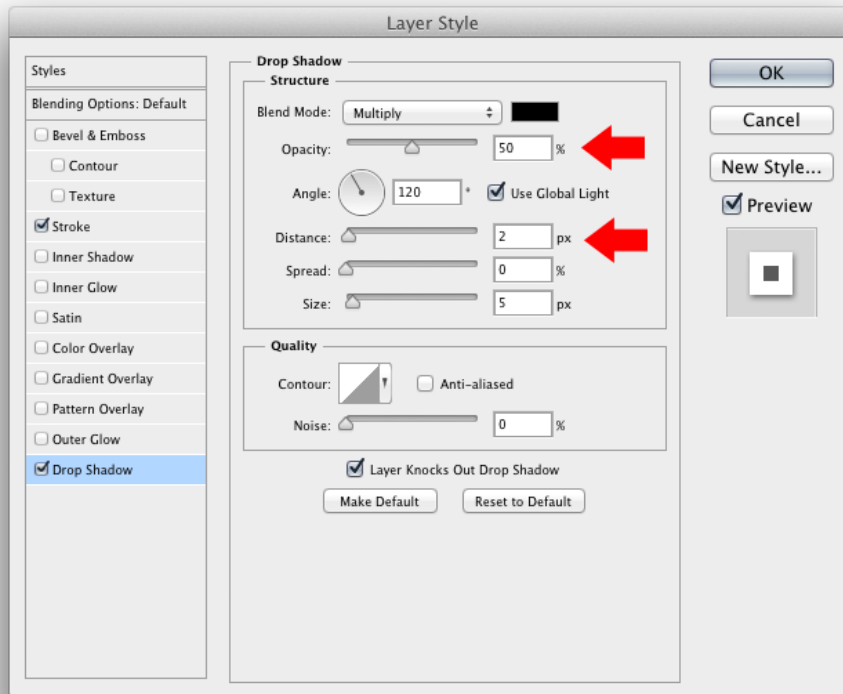 Layer Style
Styles
Blending Options: Default
Bevel & Emboss
Contour
Texture
Stroke
Inner Shadow
Inner Glow
Satin
Color Overlay
Gradient Overlay
Pattern Overlay
Outer Glow
Drop Shadow
Drop Shadow
Structure
Blend Mode: Multiply
Opacity: 50 %
Angle: 120 ° Use Global Light
Distance: 2 px
Spread: 0 %
Size: 5 px
Quality
Contour: Anti-aliased
Noise: 0 %
Layer Knocks Out Drop Shadow
Make Default Reset to Default
OK
Cancel
New Style...
Preview